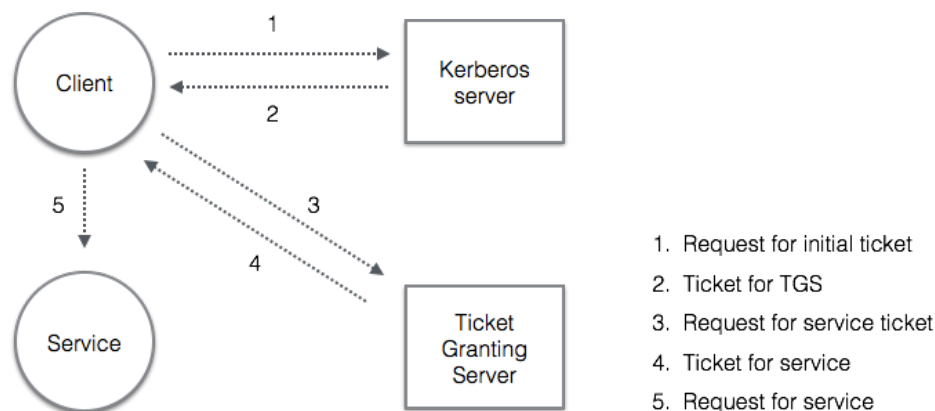 1
Client
Kerberos
server
2
5
3
4
Service
Ticket
Granting
Server
1. Request for initial ticket
2. Ticket for TGS
3. Request for service ticket
4. Ticket for service
5. Request for service